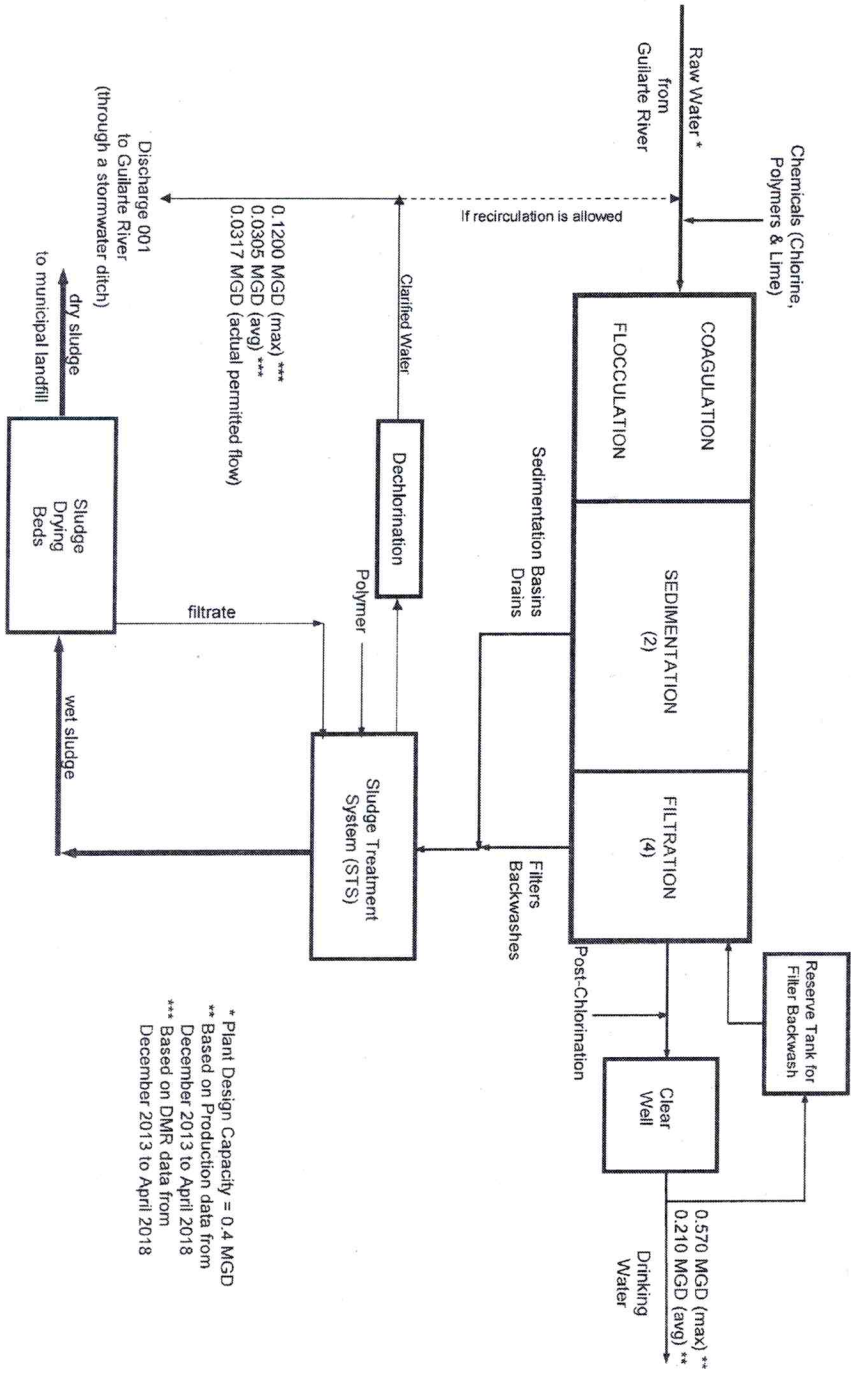 Raw Water *
from
Guilarte River
Chemicals (Chlorine,
Polymers & Lime)
If recirculation is allowed
COAGULATION
FLOCCULATION
SEDIMENTATION
(2)
FILTRATION
(4)
Reserve Tank for
Filter Backwash
Post-Chlorination
Clear
Well
0.570 MGD (max) **
0.210 MGD (avg) **
Drinking
Water
Sedimentation Basins
Drains
Filters
Backwashes
Clarified Water
Dechlorination
Polymer
Sludge Treatment
System (STS)
0.1200 MGD (max) ***
0.0305 MGD (avg) ***
0.0317 MGD (actual permitted flow)
Discharge 001
to Guilarte River
(through a stormwater ditch)
dry sludge
to municipal landfill
Sludge
Drying
Beds
filtrate
wet sludge
* Plant Design Capacity = 0.4 MGD
** Based on Production data from
December 2013 to April 2018
*** Based on DMR data from
December 2013 to April 2018